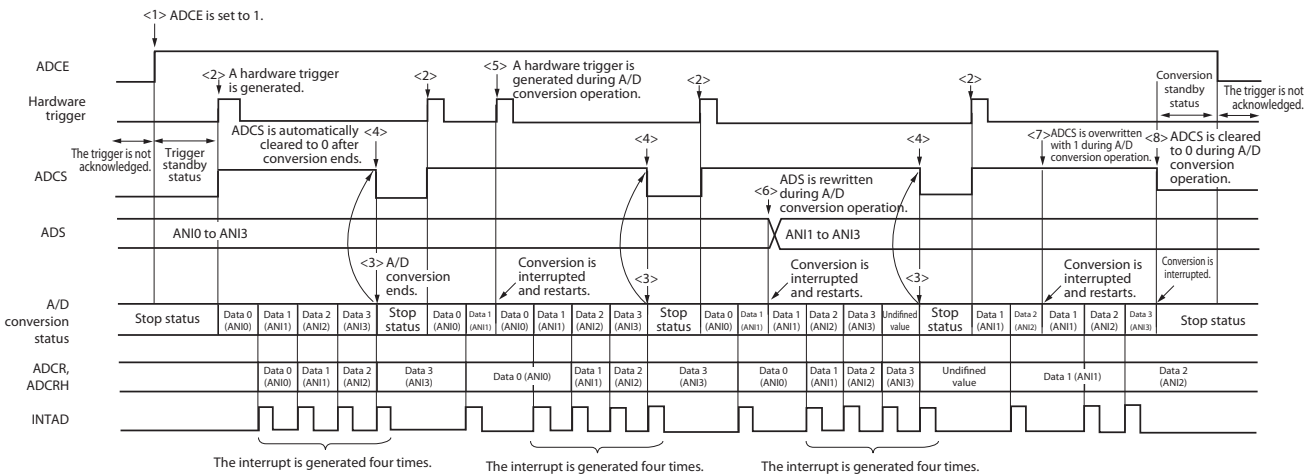 <1> ADCE is set to 1.
ADCE
<2> A hardware trigger
is generated.
<2>
<5> A hardware trigger is
generated during A/D
conversion operation.
<2>
<2>
Conversion
standby
status
The trigger is not
acknowledged.
Hardware
trigger
The trigger is not
acknowledged.
Trigger
standby
status
ADCS is automatically
cleared to 0 after
conversion ends.
<4>
<4>
<4>
<7> ADCS is overwritten
with 1 during A/D
conversion operation.
<8> ADCS is cleared
to 0 during A/D
conversion
operation.
ADCS
<6>
ADS is rewritten
during A/D
conversion operation.
ADS
ANI0 to ANI3
ANI1 to ANI3
<3> A/D
conversion
ends.
Conversion is
interrupted
and restarts.
<3>
Conversion is
interrupted
and restarts.
<3>
Conversion is
interrupted
and restarts.
Conversion is
interrupted.
A/D
conversion
status
Stop status
Data 0
(ANI0)
Data 1
(ANI1)
Data 2
(ANI2)
Data 3
(ANI3)
Stop
status
Data 0
(ANI0)
Data 1
(ANI1)
Data 0
(ANI0)
Data 1
(ANI1)
Data 2
(ANI2)
Data 3
(ANI3)
Stop
status
Data 0
(ANI0)
Data 1
(ANI1)
Data 1
(ANI1)
Data 2
(ANI2)
Data 3
(ANI3)
Undifined
value
Stop
status
Data 1
(ANI1)
Data 2
(ANI2)
Data 1
(ANI1)
Data 2
(ANI2)
Data 3
(ANI3)
Stop status
ADCR,
ADCRH
Data 0
(ANI0)
Data 1
(ANI1)
Data 2
(ANI2)
Data 3
(ANI3)
Data 0 (ANI0)
Data 1
(ANI1)
Data 2
(ANI2)
Data 3
(ANI3)
Data 0
(ANI0)
Data 1
(ANI1)
Data 2
(ANI2)
Data 3
(ANI3)
Undifined
value
Data 1 (ANI1)
Data 2
(ANI2)
INTAD
The interrupt is generated four times.
The interrupt is generated four times.
The interrupt is generated four times.